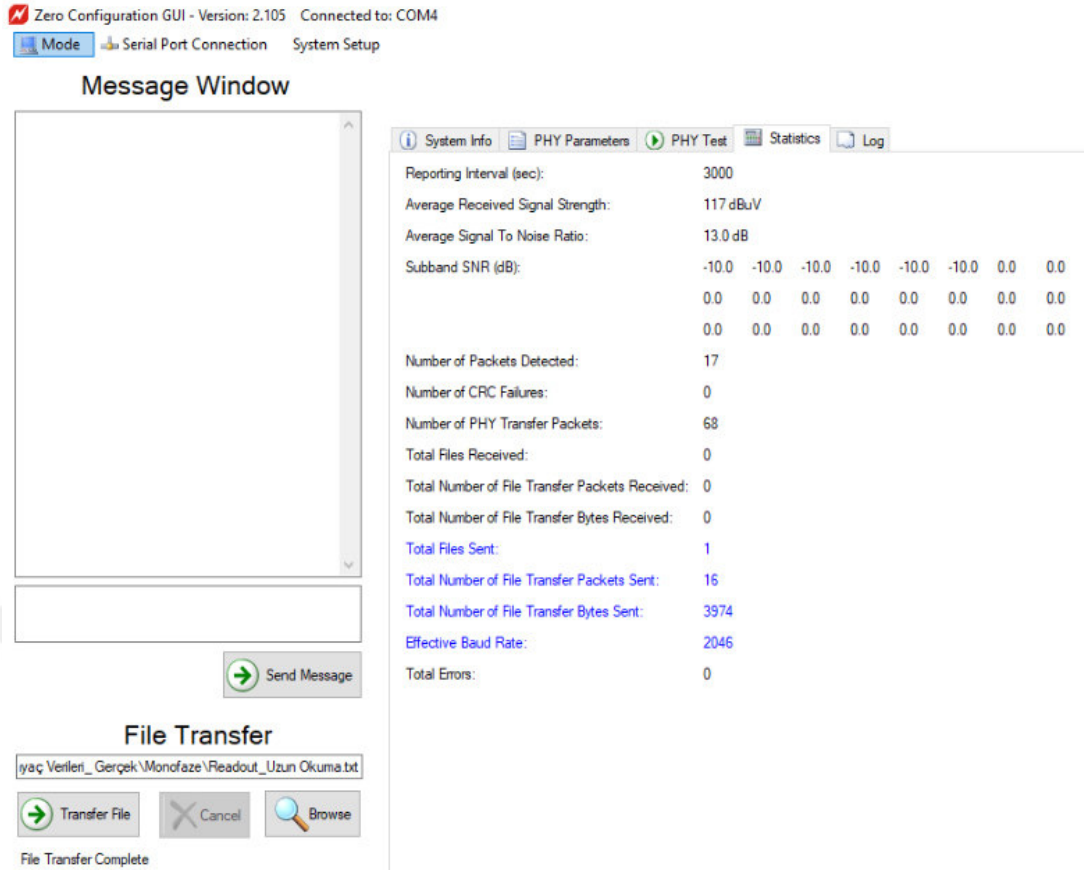 Zero Configuration GUI - Version: 2.105 Connected to: COM4
Mode Serial Port Connection System Setup
Message Window
System Info PHY Parameters PHY Test Statistics Log
Reporting Interval (sec): 3000
Average Received Signal Strength: 117 dBuV
Average Signal To Noise Ratio: 13.0 dB
Subband SNR (dB): -10.0 -10.0 -10.0 -10.0 -10.0 -10.0 0.0 0.0
0.0 0.0 0.0 0.0 0.0 0.0 0.0 0.0
0.0 0.0 0.0 0.0 0.0 0.0 0.0 0.0
Number of Packets Detected: 17
Number of CRC Failures: 0
Number of PHY Transfer Packets: 68
Total Files Received: 0
Total Number of File Transfer Packets Received: 0
Total Number of File Transfer Bytes Received: 0
Total Files Sent: 1
Total Number of File Transfer Packets Sent: 16
Total Number of File Transfer Bytes Sent: 3974
Effective Baud Rate: 2046
Total Errors: 0
Send Message
File Transfer
yaç Verileri_ Gerçek\Monofaze\Readout_Uzun Okuma.txt
Transfer File Cancel Browse
File Transfer Complete